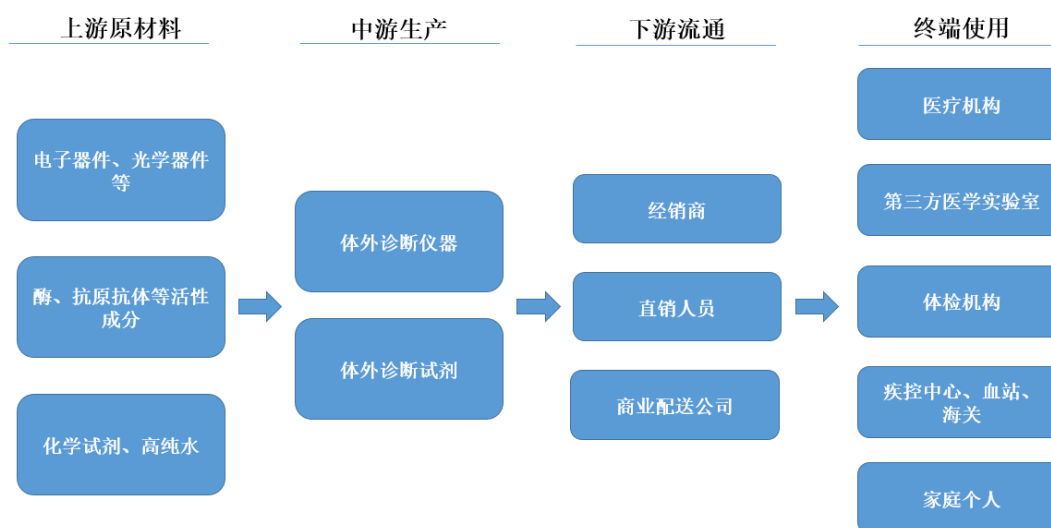 上游原材料
中游生产
下游流通
终端使用
电子器件、光学器件
等
酶、抗原抗体等活性
成分
化学试剂、高纯水
体外诊断仪器
体外诊断试剂
经销商
直销人员
商业配送公司
医疗机构
第三方医学实验室
体检机构
疾控中心、血站、
海关
家庭个人